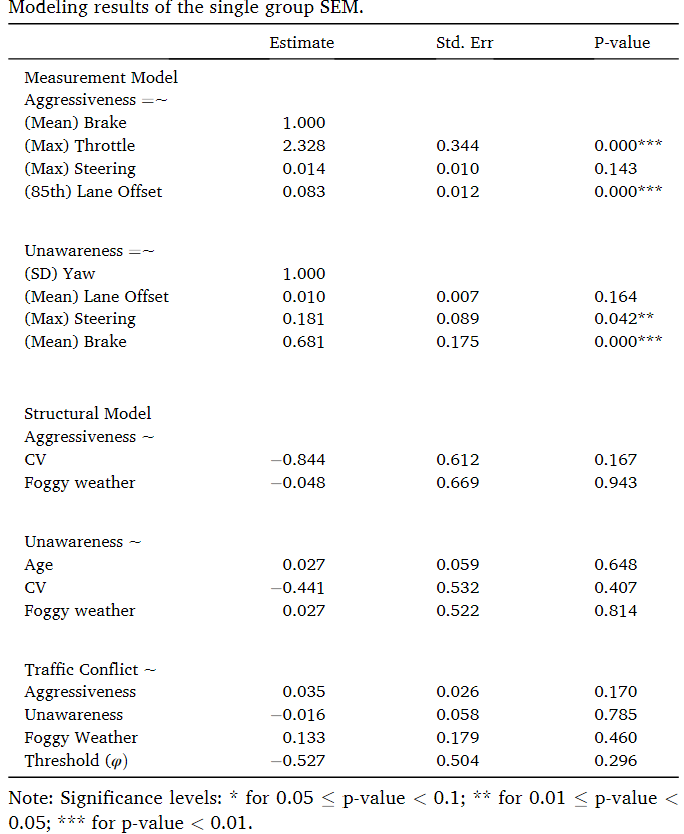 Modeling results of the single group SEM.
Estimate Std. Err P-value
Measurement Model
Aggressiveness =~
(Mean) Brake 1.000
(Max) Throttle 2.328 0.344 0.000***
(Max) Steering 0.014 0.010 0.143
(85th) Lane Offset 0.083 0.012 0.000***
Unawareness =~
(SD) Yaw 1.000
(Mean) Lane Offset 0.010 0.007 0.164
(Max) Steering 0.181 0.089 0.042**
(Mean) Brake 0.681 0.175 0.000***
Structural Model
Aggressiveness ~
CV −0.844 0.612 0.167
Foggy weather −0.048 0.669 0.943
Unawareness ~
Age 0.027 0.059 0.648
CV −0.441 0.532 0.407
Foggy weather 0.027 0.522 0.814
Traffic Conflict ~
Aggressiveness 0.035 0.026 0.170
Unawareness −0.016 0.058 0.785
Foggy Weather 0.133 0.179 0.460
Threshold (φ) −0.527 0.504 0.296
Note: Significance levels: * for 0.05 ≤ p-value < 0.1; ** for 0.01 ≤ p-value <
0.05; *** for p-value < 0.01.